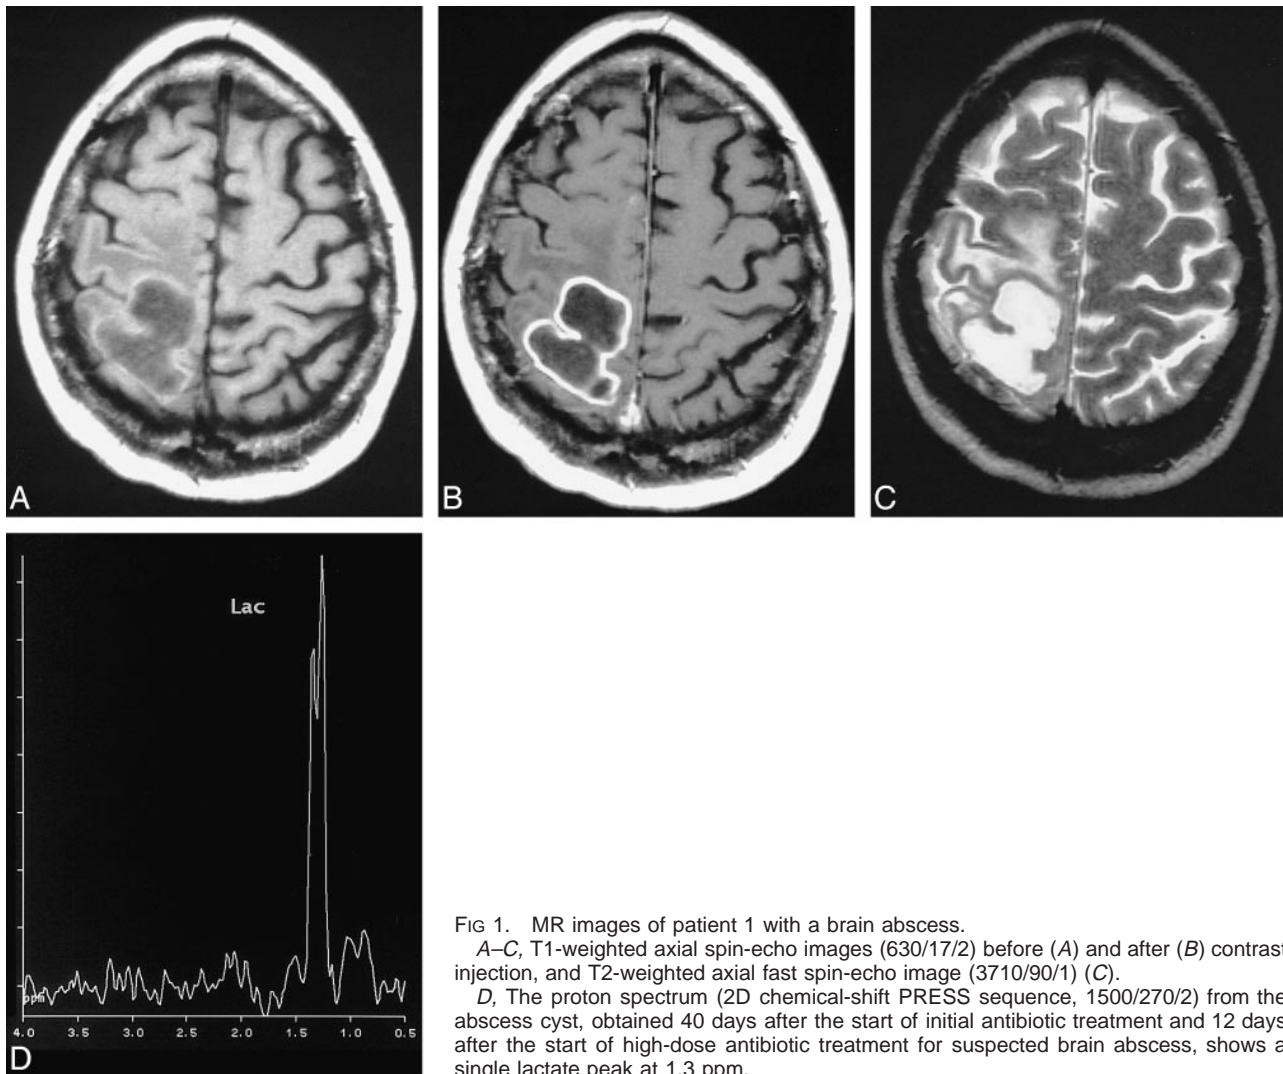 A
B
C
Lac
ppm
4.0 3.5 3.0 2.5 2.0 1.5 1.0 0.5
D
FIG 1. MR images of patient 1 with a brain abscess.
A–C, T1-weighted axial spin-echo images (630/17/2) before (A) and after (B) contrast
injection, and T2-weighted axial fast spin-echo image (3710/90/1) (C).
D, The proton spectrum (2D chemical-shift PRESS sequence, 1500/270/2) from the
abscess cyst, obtained 40 days after the start of initial antibiotic treatment and 12 days
after the start of high-dose antibiotic treatment for suspected brain abscess, shows a
single lactate peak at 1.3 ppm.